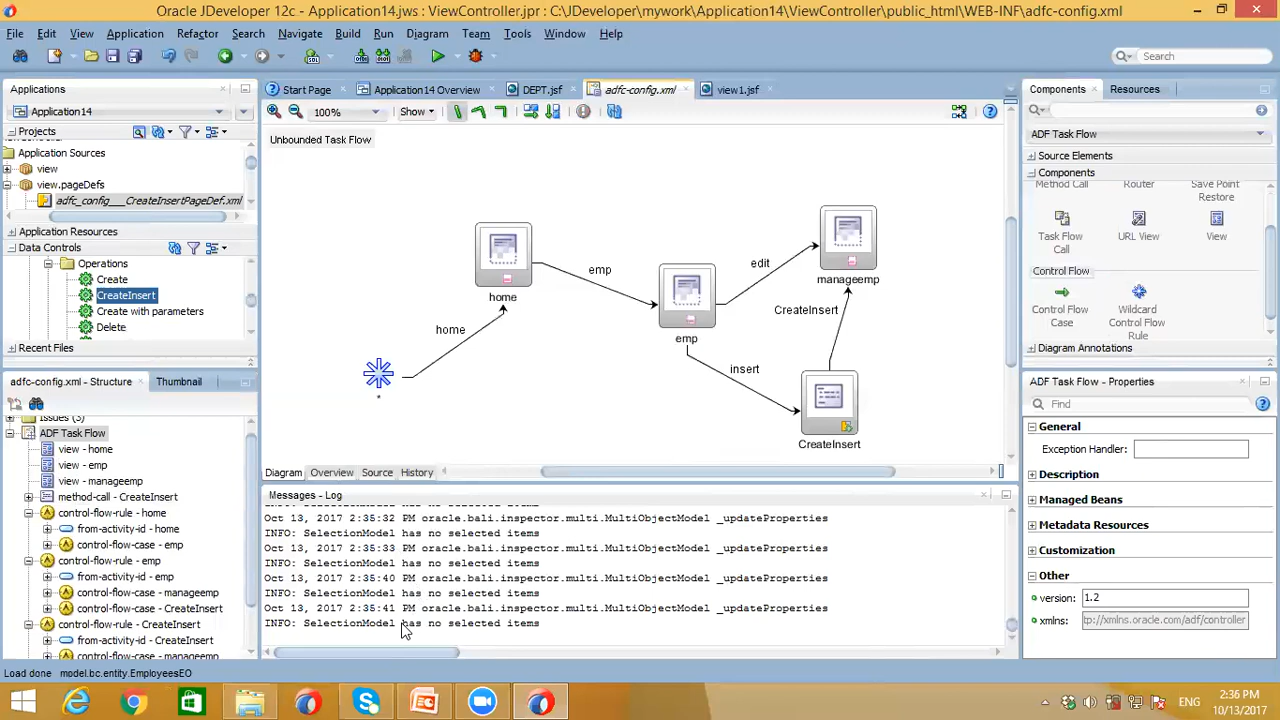 Oracle JDeveloper 12c - Application14.jws : ViewController.jpr : C:\JDeveloper\mywork\Application14\ViewController\public_html\WEB-INF\adfc-config.xml
File Edit View Application Refactor Search Navigate Build Run Diagram Team Tools Window Help
Search
Applications
Application14
Projects
Application Sources
view
view.pageDefs
adfc_config___CreateInsertPageDef.xml
Application Resources
Data Controls
Operations
Create
CreateInsert
Create with parameters
Delete
Recent Files
adfc-config.xml - Structure Thumbnail
Issues (3)
ADF Task Flow
view - home
view - emp
view - manageemp
method-call - CreateInsert
control-flow-rule - home
from-activity-id - home
control-flow-case - emp
control-flow-rule - emp
from-activity-id - emp
control-flow-case - manageemp
control-flow-case - CreateInsert
control-flow-rule - CreateInsert
from-activity-id - CreateInsert
control-flow-case - manageemp
Start Page Application14 Overview DEPT.jsf adfc-config.xml view1.jsf
100% Show
Unbounded Task Flow
home
emp
edit
manageemp
home
emp
CreateInsert
insert
CreateInsert
Diagram Overview Source History
Messages - Log
Oct 13, 2017 2:35:32 PM oracle.bali.inspector.multi.MultiObjectModel _updateProperties
INFO: SelectionModel has no selected items
Oct 13, 2017 2:35:33 PM oracle.bali.inspector.multi.MultiObjectModel _updateProperties
INFO: SelectionModel has no selected items
Oct 13, 2017 2:35:40 PM oracle.bali.inspector.multi.MultiObjectModel _updateProperties
INFO: SelectionModel has no selected items
Oct 13, 2017 2:35:41 PM oracle.bali.inspector.multi.MultiObjectModel _updateProperties
INFO: SelectionModel has no selected items
Components Resources
ADF Task Flow
Source Elements
Components
Method Call Router Save Point Restore
Task Flow Call URL View View
Control Flow
Control Flow Case Wildcard Control Flow Rule
Diagram Annotations
ADF Task Flow - Properties
Find
General
Exception Handler:
Description
Managed Beans
Metadata Resources
Customization
Other
version: 1.2
xmlns: tp://xmlns.oracle.com/adf/controller
Load done model.bc.entity.EmployeesEO
ENG
2:36 PM
10/13/2017